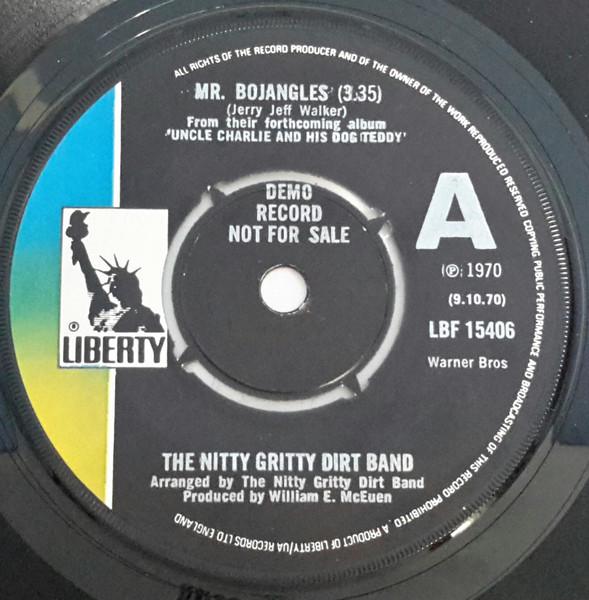 ALL RIGHTS OF THE RECORD PRODUCER AND OF THE OWNER OF THE WORK REPRODUCED RESERVED COPYING PUBLIC PERFORMANCE AND BROADCASTING OF THIS RECORD PROHIBITED. A PRODUCT OF LIBERTY/UA RECORDS LTD ENGLAND
MR. BOJANGLES (3.35)
(Jerry Jeff Walker)
From their forthcoming album
'UNCLE CHARLIE AND HIS DOG TEDDY'
DEMO
RECORD
NOT FOR SALE
A
(℗) 1970
(9.10.70)
LBF 15406
Warner Bros
® LIBERTY
THE NITTY GRITTY DIRT BAND
Arranged by The Nitty Gritty Dirt Band
Produced by William E. McEuen